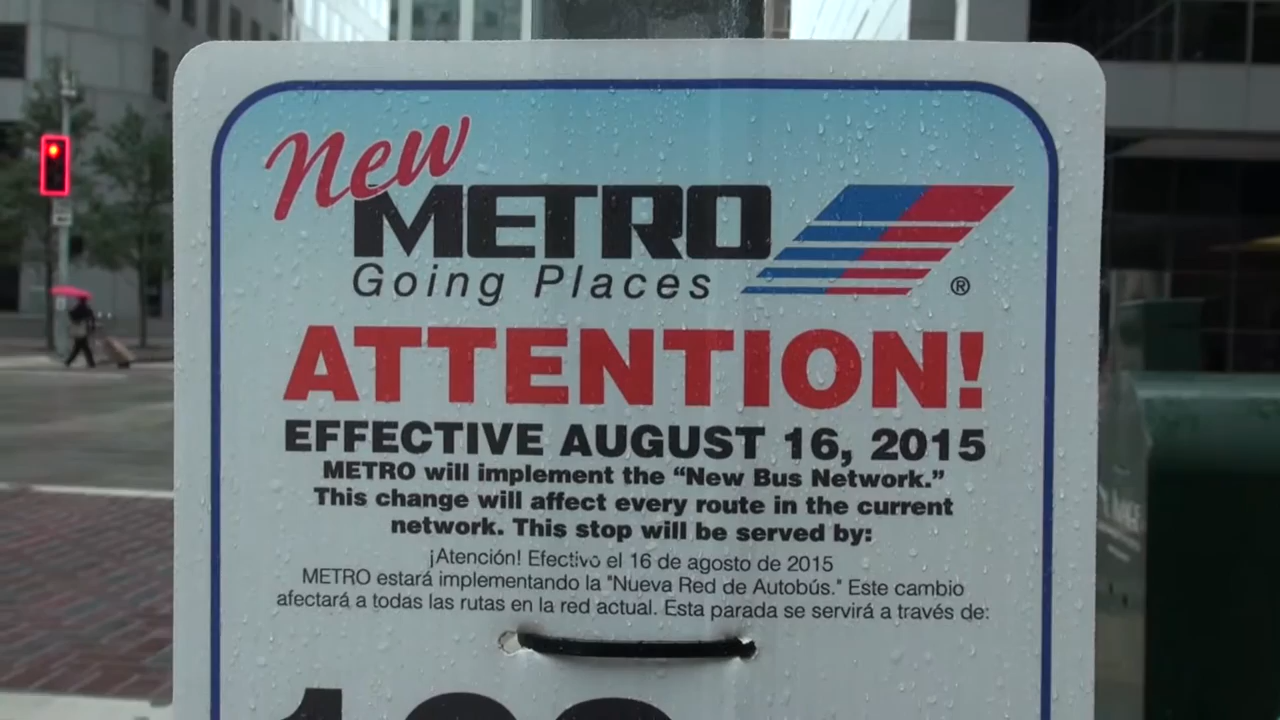 New
METRO
Going Places
®
ATTENTION!
EFFECTIVE AUGUST 16, 2015
METRO will implement the “New Bus Network.”
This change will affect every route in the current
network. This stop will be served by:
¡Atención! Efectivo el 16 de agosto de 2015
METRO estará implementando la "Nueva Red de Autobús." Este cambio
afectará a todas las rutas en la red actual. Esta parada se servirá a través de: